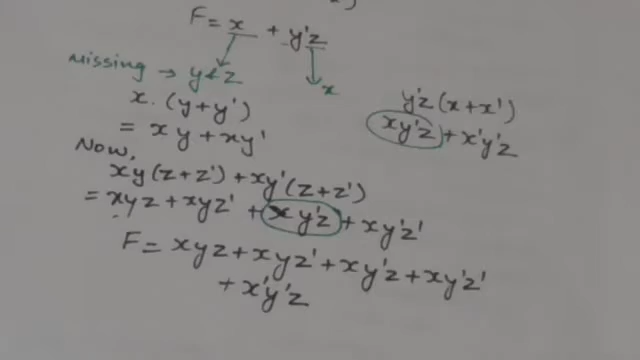 F = x + y'z
missing → y & z
x
x. (y+y')
= xy + xy'
y'z (x+x')
xy'z + x'y'z
Now,
xy(z+z') + xy'(z+z')
= xyz + xyz' + xy'z + xy'z'
F = xyz + xyz' + xy'z + xy'z'
+ x'y'z